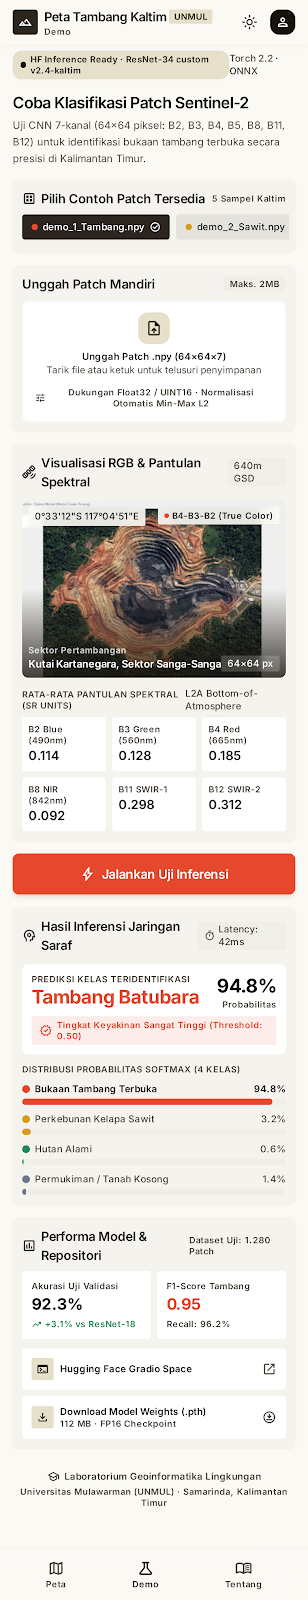 Peta Tambang Kaltim UNMUL
Demo
HF Inference Ready · ResNet-34 custom
v2.4-kaltim
Torch 2.2 ·
ONNX
Coba Klasifikasi Patch Sentinel-2
Uji CNN 7-kanal (64×64 piksel: B2, B3, B4, B5, B8, B11,
B12) untuk identifikasi bukaan tambang terbuka secara
presisi di Kalimantan Timur.
Pilih Contoh Patch Tersedia 5 Sampel Kaltim
demo_1_Tambang.npy demo_2_Sawit.npy
Unggah Patch Mandiri Maks. 2MB
Unggah Patch .npy (64×64×7)
Tarik file atau ketuk untuk telusuri penyimpanan
Dukungan Float32 / UINT16 · Normalisasi
Otomatis Min-Max L2
Visualisasi RGB & Pantulan
Spektral
640m
GSD
0°33'12"S 117°04'51"E B4-B3-B2 (True Color)
Sektor Pertambangan
Kutai Kartanegara, Sektor Sanga-Sanga 64×64 px
RATA-RATA PANTULAN SPEKTRAL
(SR UNITS)
L2A Bottom-of-
Atmosphere
B2 Blue
(490nm)
0.114
B3 Green
(560nm)
0.128
B4 Red
(665nm)
0.185
B8 NIR
(842nm)
0.092
B11 SWIR-1
0.298
B12 SWIR-2
0.312
Jalankan Uji Inferensi
Hasil Inferensi Jaringan
Saraf
Latency:
42ms
PREDIKSI KELAS TERIDENTIFIKASI
Tambang Batubara
94.8%
Probabilitas
Tingkat Keyakinan Sangat Tinggi (Threshold:
0.50)
DISTRIBUSI PROBABILITAS SOFTMAX (4 KELAS)
Bukaan Tambang Terbuka 94.8%
Perkebunan Kelapa Sawit 3.2%
Hutan Alami 0.6%
Permukiman / Tanah Kosong 1.4%
Performa Model &
Repositori
Dataset Uji: 1.280
Patch
Akurasi Uji Validasi
92.3%
+3.1% vs ResNet-18
F1-Score Tambang
0.95
Recall: 96.2%
Hugging Face Gradio Space
Download Model Weights (.pth)
112 MB · FP16 Checkpoint
Laboratorium Geoinformatika Lingkungan
Universitas Mulawarman (UNMUL) · Samarinda, Kalimantan
Timur
Peta Demo Tentang